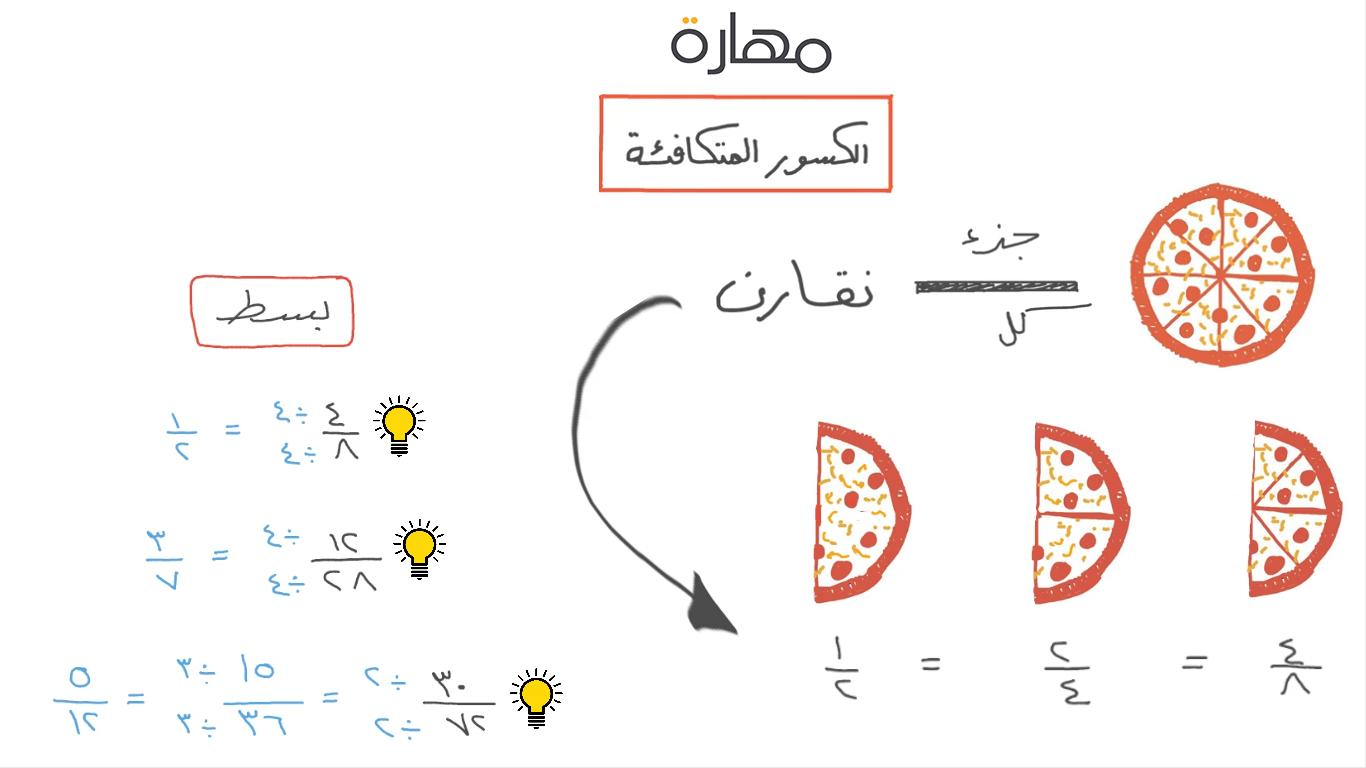 مهارة
الكسور المتكافئة
نقارن جزء / كل
٤/٨ = ٢/٤ = ١/٢
بسط
٤/٨ ÷٤ ÷٤ = ١/٢
١٢/٢٨ ÷٤ ÷٤ = ٣/٧
٣٠/٧٢ ÷٢ ÷٢ = ١٥/٣٦ ÷٣ ÷٣ = ٥/١٢